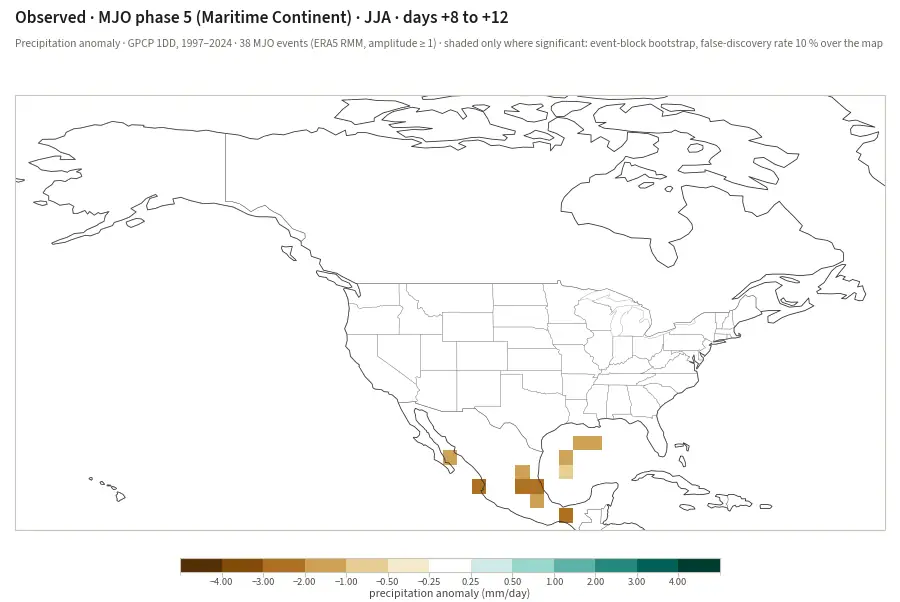 Observed · MJO phase 5 (Maritime Continent) · JJA · days +8 to +12
Precipitation anomaly · GPCP 1DD, 1997–2024 · 38 MJO events (ERA5 RMM, amplitude ≥ 1) · shaded only where significant: event-block bootstrap, false-discovery rate 10 % over the map
−4.00 −3.00 −2.00 −1.00 −0.50 −0.25 0.25 0.50 1.00 2.00 3.00 4.00
precipitation anomaly (mm/day)